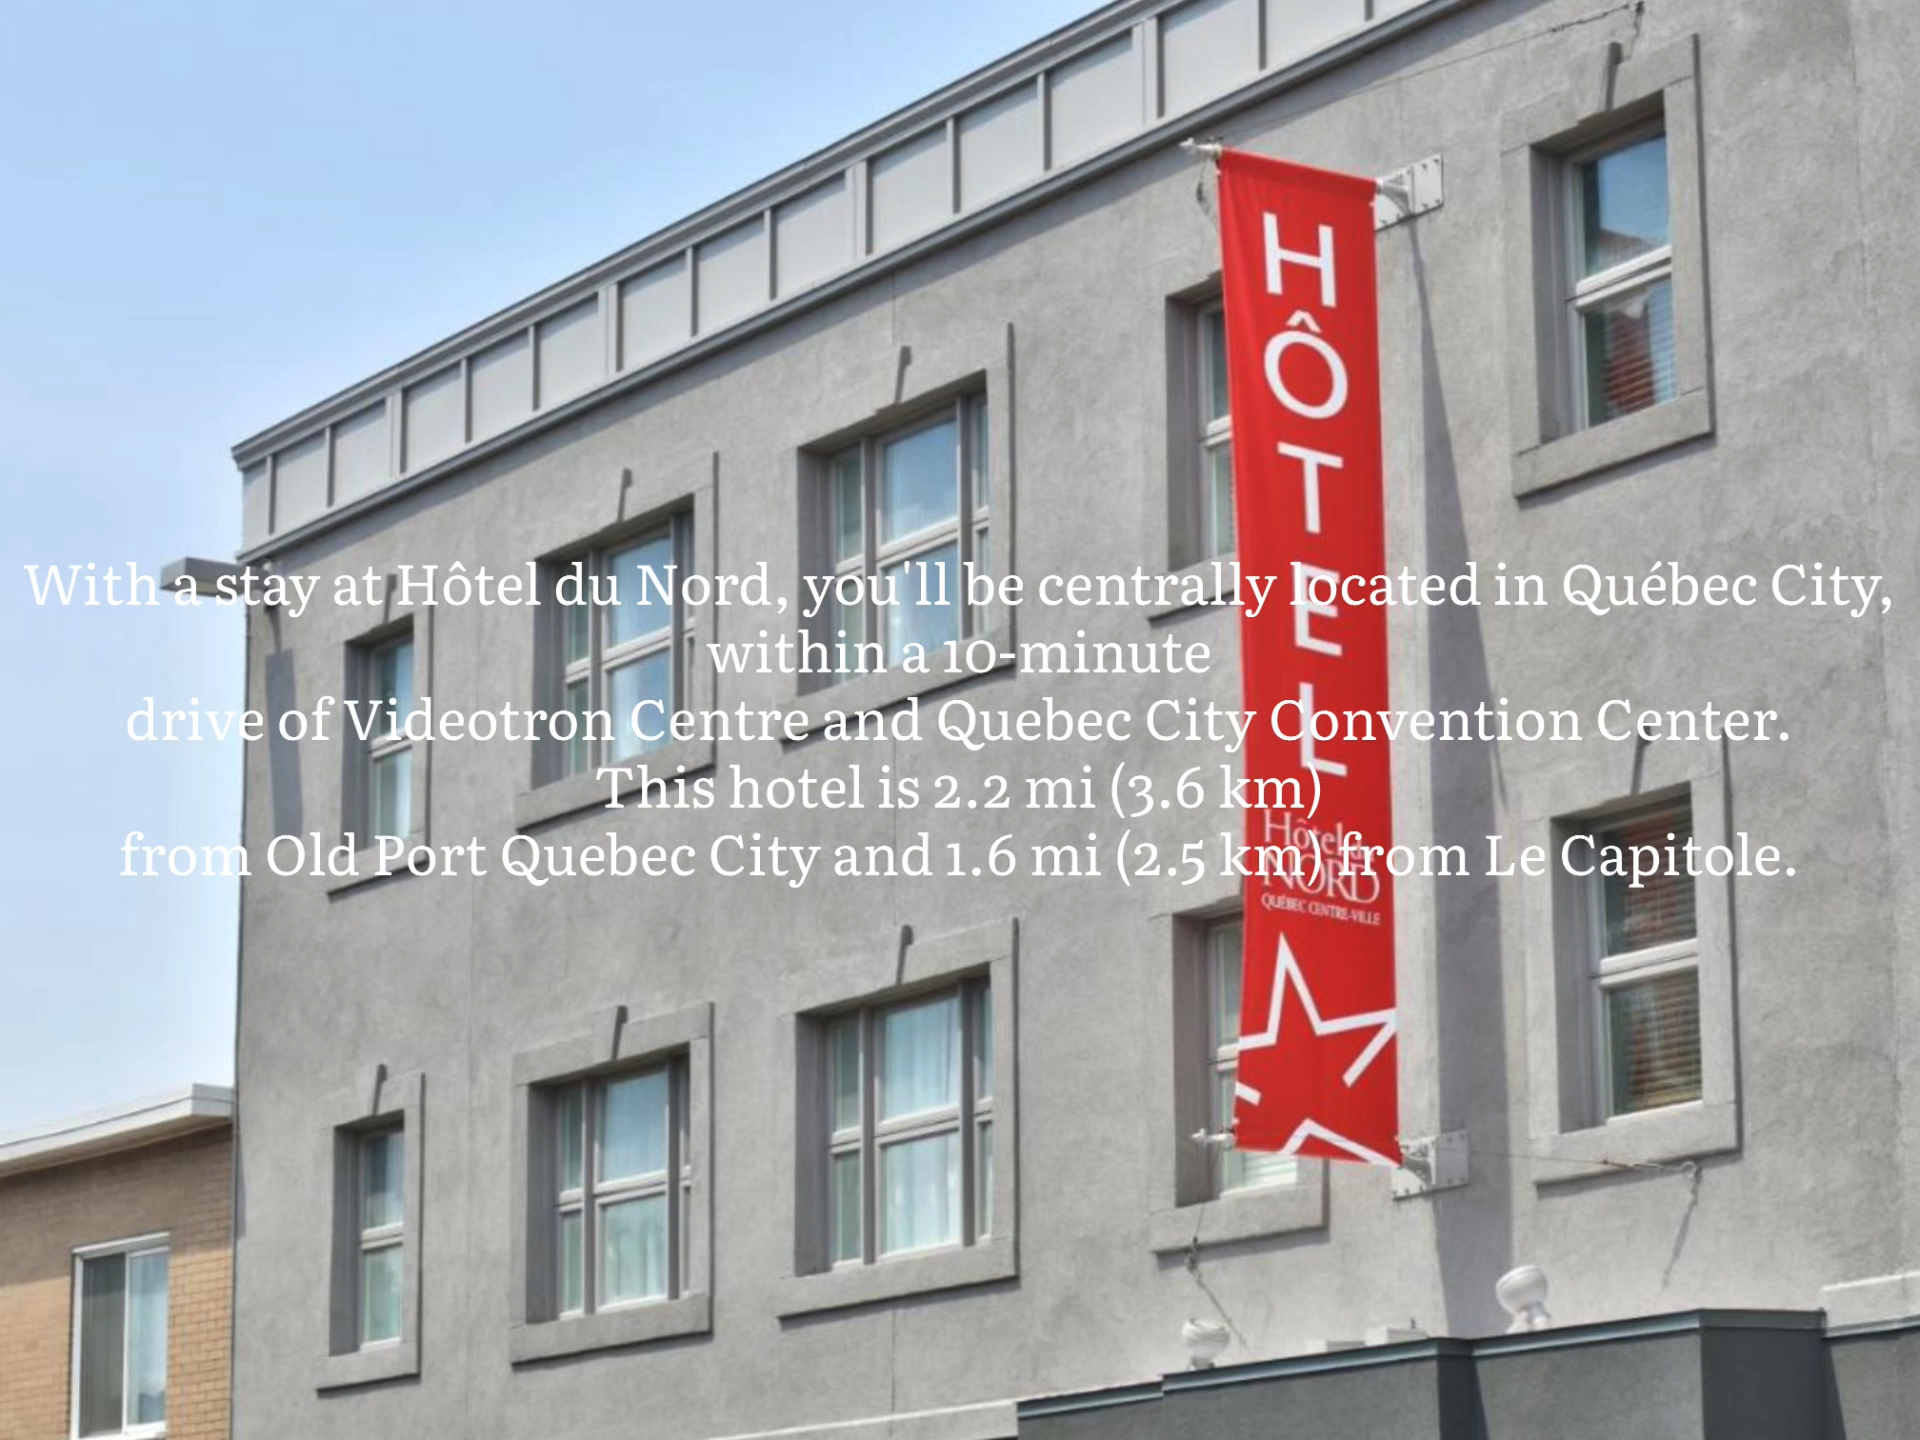 HÔTEL
With a stay at Hôtel du Nord, you'll be centrally located in Québec City,
within a 10-minute
drive of Videotron Centre and Quebec City Convention Center.
This hotel is 2.2 mi (3.6 km)
from Old Port Quebec City and 1.6 mi (2.5 km) from Le Capitole.
Hôtel
NORD
QUÉBEC CENTRE-VILLE